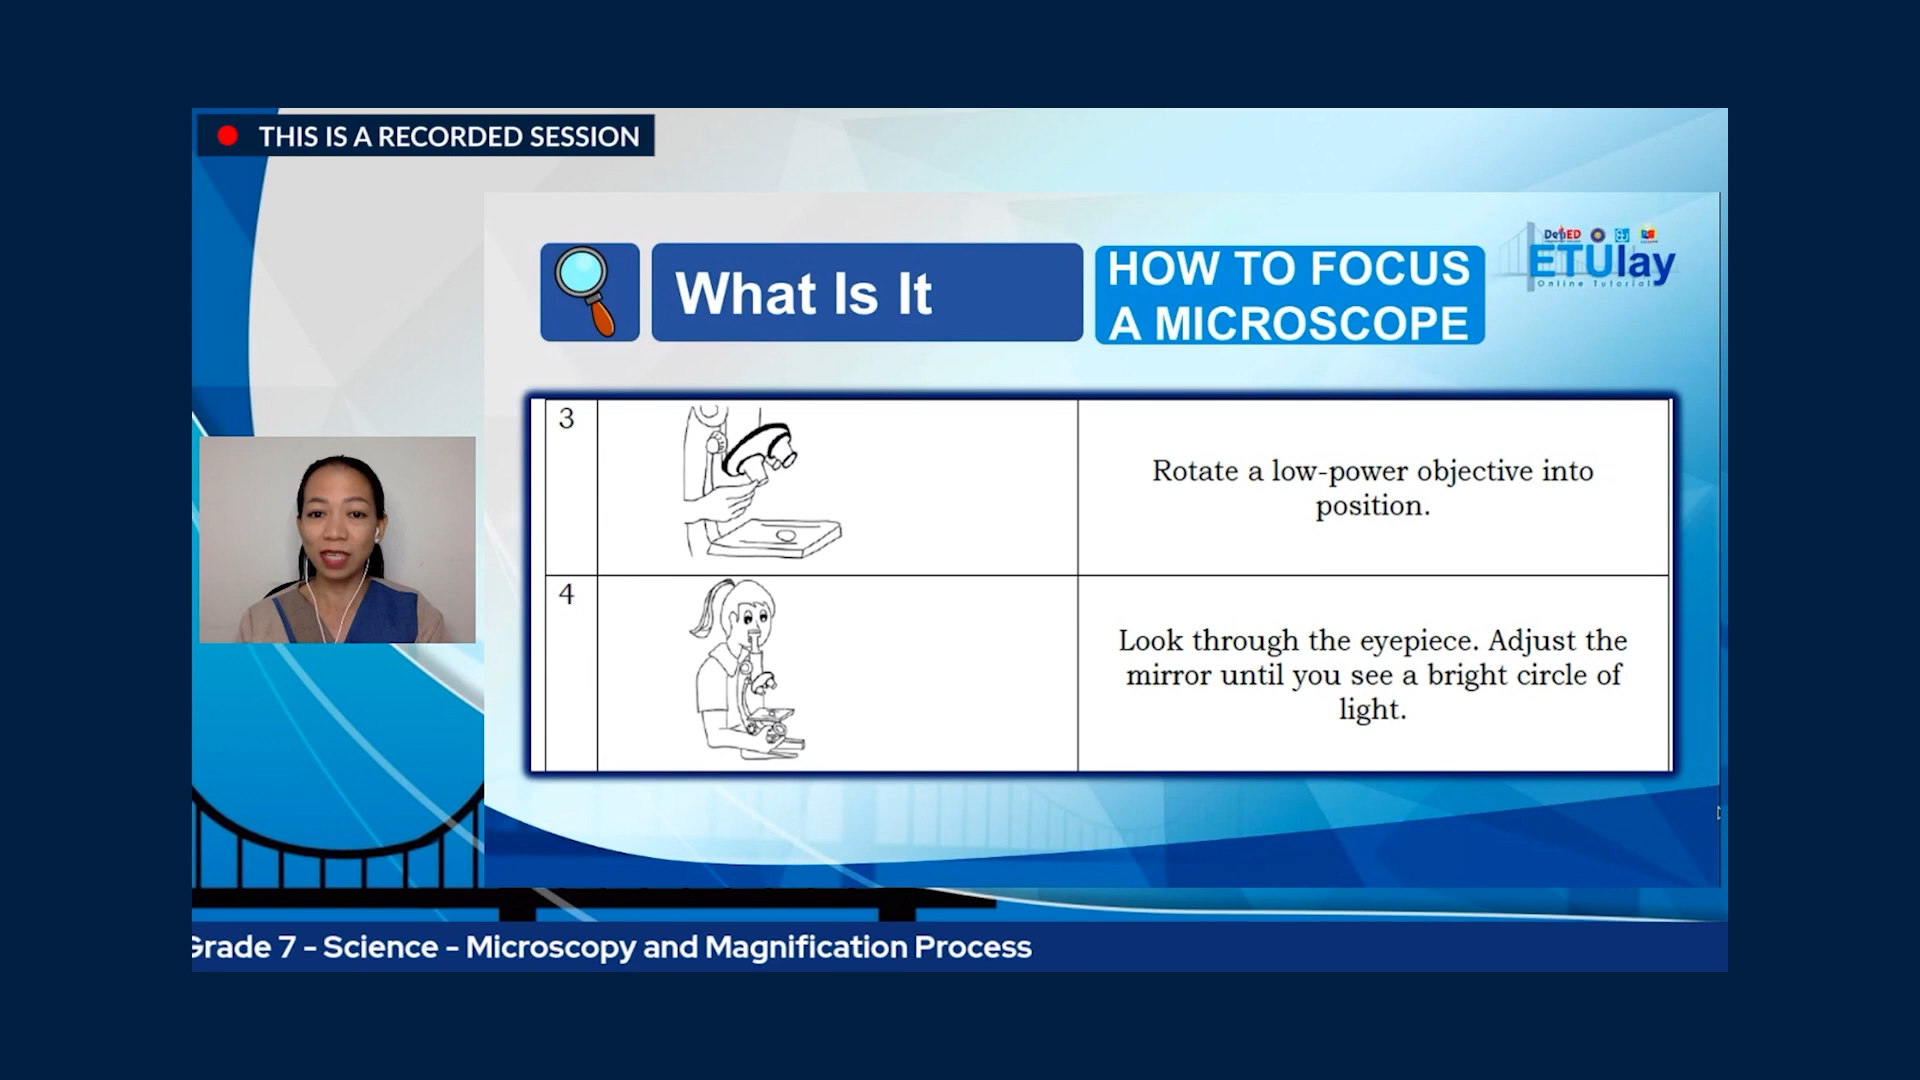 THIS IS A RECORDED SESSION
What Is It
HOW TO FOCUS
A MICROSCOPE
DepED
ETUlay
Online Tutorial
3
Rotate a low-power objective into
position.
4
Look through the eyepiece. Adjust the
mirror until you see a bright circle of
light.
Grade 7 - Science - Microscopy and Magnification Process